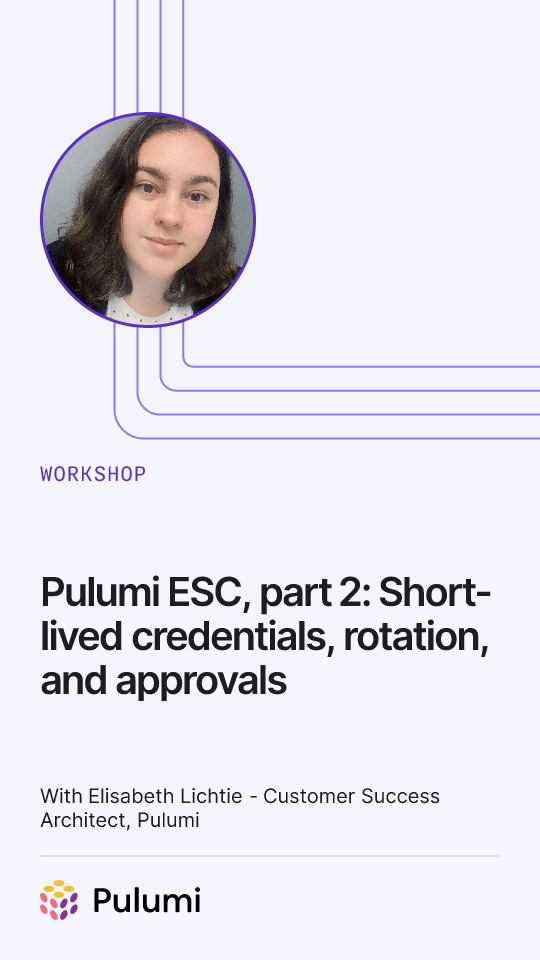 WORKSHOP
Pulumi ESC, part 2: Short-
lived credentials, rotation,
and approvals
With Elisabeth Lichtie - Customer Success
Architect, Pulumi
Pulumi